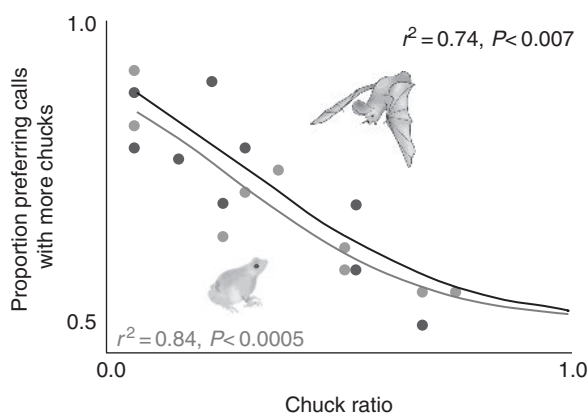 1.0
r² = 0.74, P< 0.007
Proportion preferring calls
with more chucks
0.5
r² = 0.84, P< 0.0005
0.0
1.0
Chuck ratio